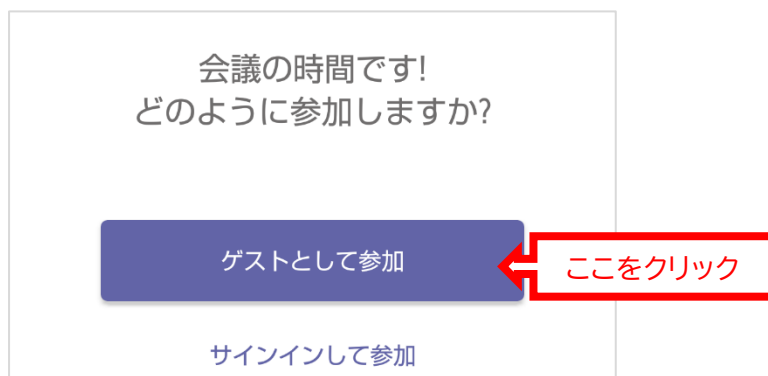 会議の時間です!
どのように参加しますか?
ゲストとして参加
ここをクリック
サインインして参加